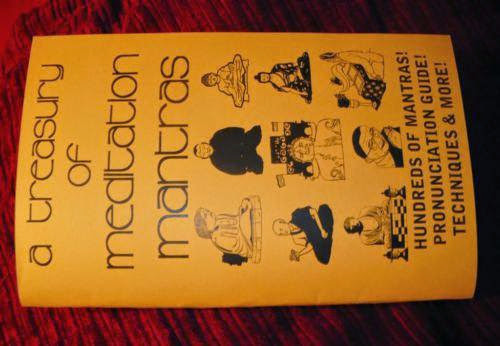 a treasury
of
meditation
mantras
HUNDREDS OF MANTRAS!
PRONUNCIATION GUIDE!
TECHNIQUES & MORE!